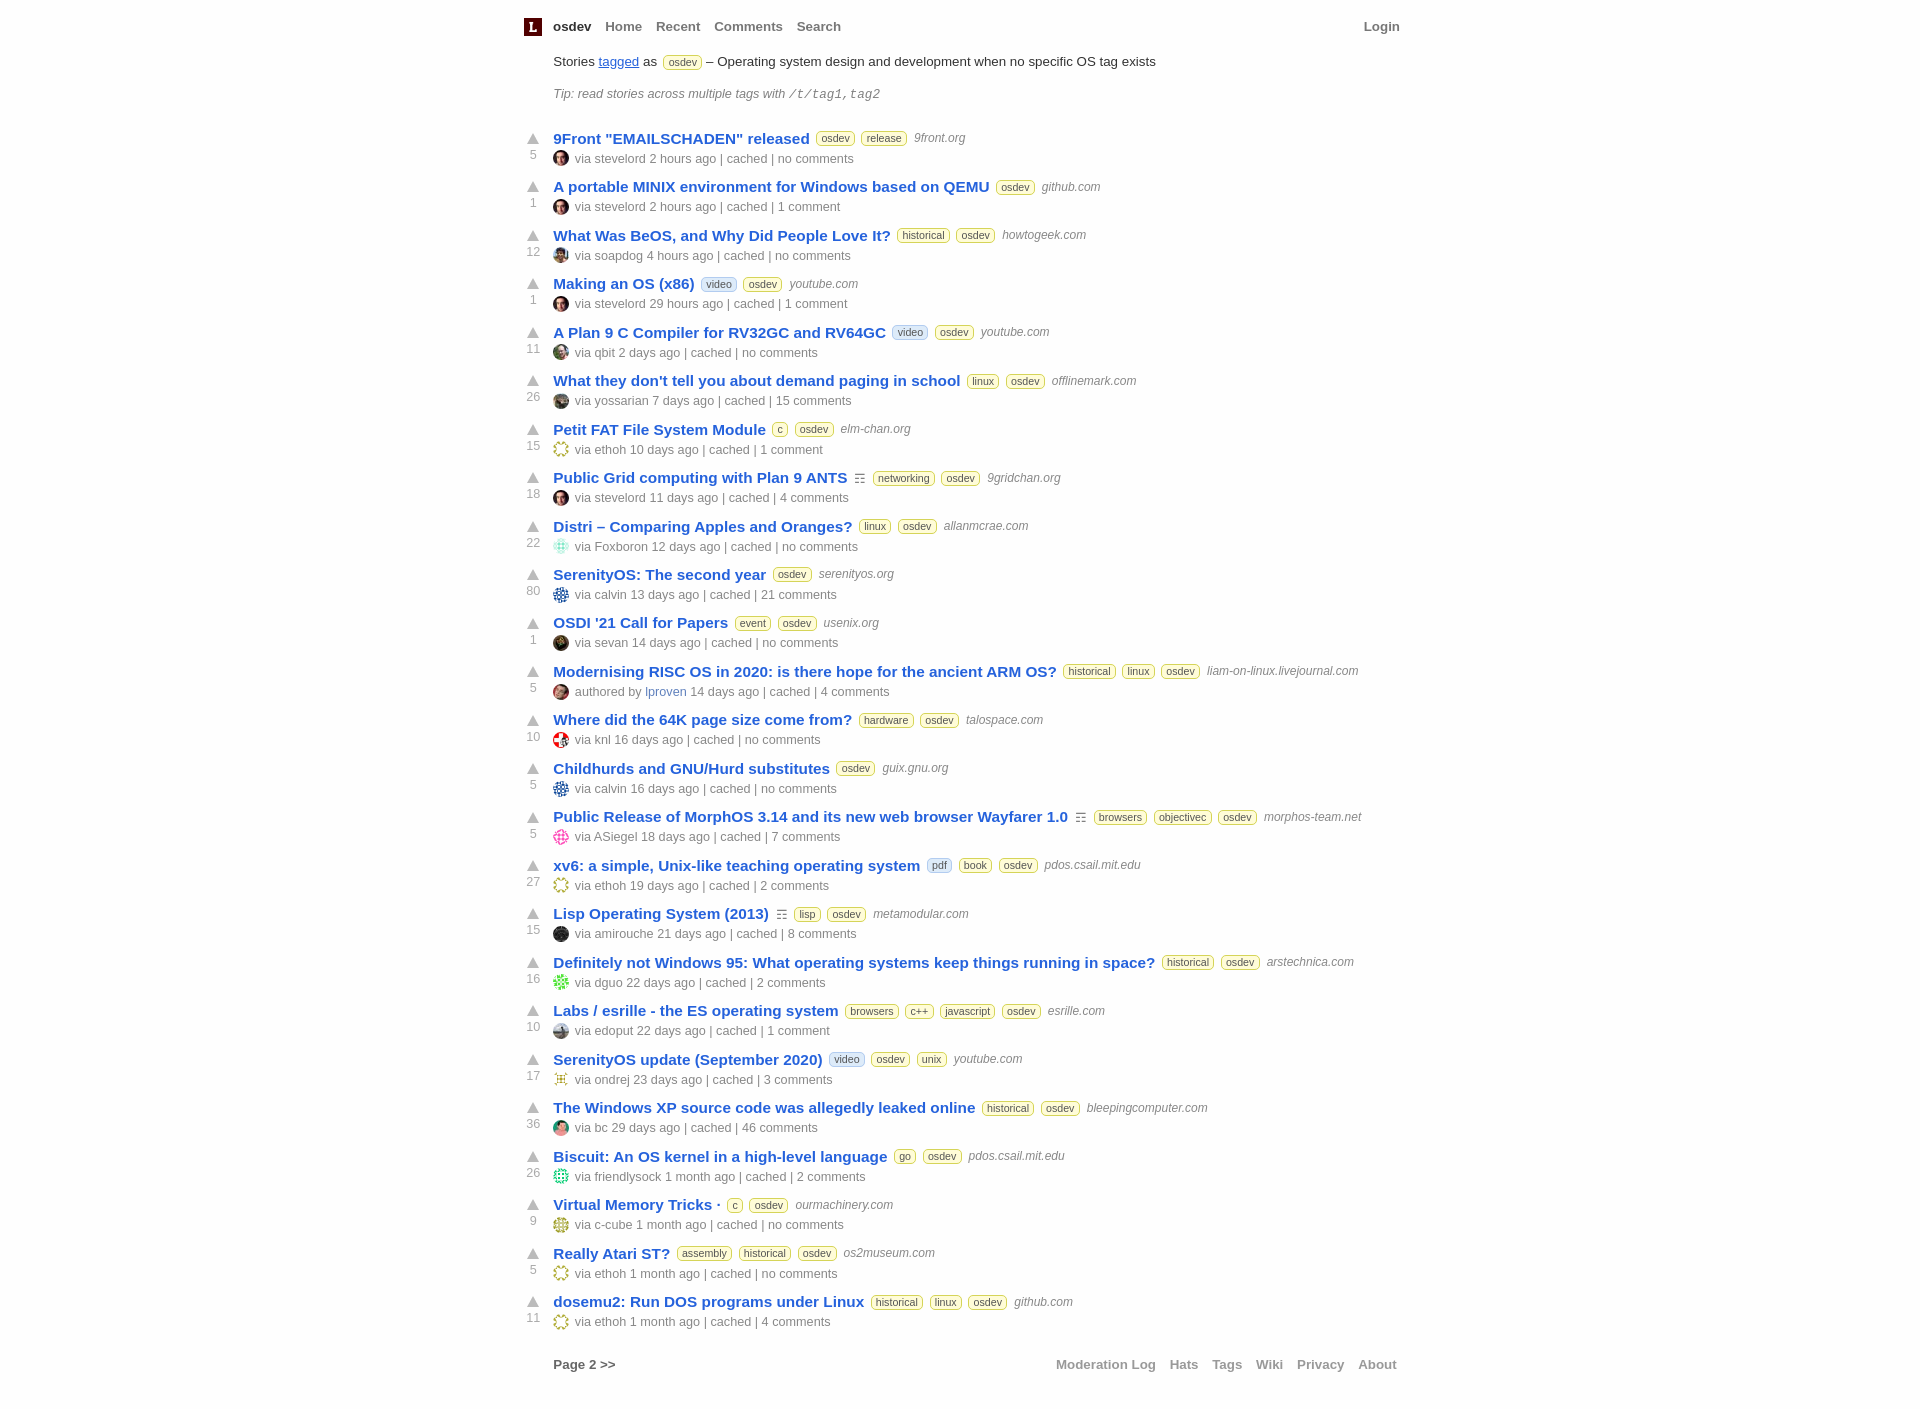 L osdev Home Recent Comments Search Login
Stories tagged as osdev – Operating system design and development when no specific OS tag exists
Tip: read stories across multiple tags with /t/tag1,tag2
9Front "EMAILSCHADEN" released osdev release 9front.org
5 via stevelord 2 hours ago | cached | no comments
A portable MINIX environment for Windows based on QEMU osdev github.com
1 via stevelord 2 hours ago | cached | 1 comment
What Was BeOS, and Why Did People Love It? historical osdev howtogeek.com
12 via soapdog 4 hours ago | cached | no comments
Making an OS (x86) video osdev youtube.com
1 via stevelord 29 hours ago | cached | 1 comment
A Plan 9 C Compiler for RV32GC and RV64GC video osdev youtube.com
11 via qbit 2 days ago | cached | no comments
What they don't tell you about demand paging in school linux osdev offlinemark.com
26 via yossarian 7 days ago | cached | 15 comments
Petit FAT File System Module c osdev elm-chan.org
15 via ethoh 10 days ago | cached | 1 comment
Public Grid computing with Plan 9 ANTS ☶ networking osdev 9gridchan.org
18 via stevelord 11 days ago | cached | 4 comments
Distri – Comparing Apples and Oranges? linux osdev allanmcrae.com
22 via Foxboron 12 days ago | cached | no comments
SerenityOS: The second year osdev serenityos.org
80 via calvin 13 days ago | cached | 21 comments
OSDI '21 Call for Papers event osdev usenix.org
1 via sevan 14 days ago | cached | no comments
Modernising RISC OS in 2020: is there hope for the ancient ARM OS? historical linux osdev liam-on-linux.livejournal.com
5 authored by lproven 14 days ago | cached | 4 comments
Where did the 64K page size come from? hardware osdev talospace.com
10 via knl 16 days ago | cached | no comments
Childhurds and GNU/Hurd substitutes osdev guix.gnu.org
5 via calvin 16 days ago | cached | no comments
Public Release of MorphOS 3.14 and its new web browser Wayfarer 1.0 ☶ browsers objectivec osdev morphos-team.net
5 via ASiegel 18 days ago | cached | 7 comments
xv6: a simple, Unix-like teaching operating system pdf book osdev pdos.csail.mit.edu
27 via ethoh 19 days ago | cached | 2 comments
Lisp Operating System (2013) ☶ lisp osdev metamodular.com
15 via amirouche 21 days ago | cached | 8 comments
Definitely not Windows 95: What operating systems keep things running in space? historical osdev arstechnica.com
16 via dguo 22 days ago | cached | 2 comments
Labs / esrille - the ES operating system browsers c++ javascript osdev esrille.com
10 via edoput 22 days ago | cached | 1 comment
SerenityOS update (September 2020) video osdev unix youtube.com
17 via ondrej 23 days ago | cached | 3 comments
The Windows XP source code was allegedly leaked online historical osdev bleepingcomputer.com
36 via bc 29 days ago | cached | 46 comments
Biscuit: An OS kernel in a high-level language go osdev pdos.csail.mit.edu
26 via friendlysock 1 month ago | cached | 2 comments
Virtual Memory Tricks · c osdev ourmachinery.com
9 via c-cube 1 month ago | cached | no comments
Really Atari ST? assembly historical osdev os2museum.com
5 via ethoh 1 month ago | cached | no comments
dosemu2: Run DOS programs under Linux historical linux osdev github.com
11 via ethoh 1 month ago | cached | 4 comments
Page 2 >> Moderation Log Hats Tags Wiki Privacy About